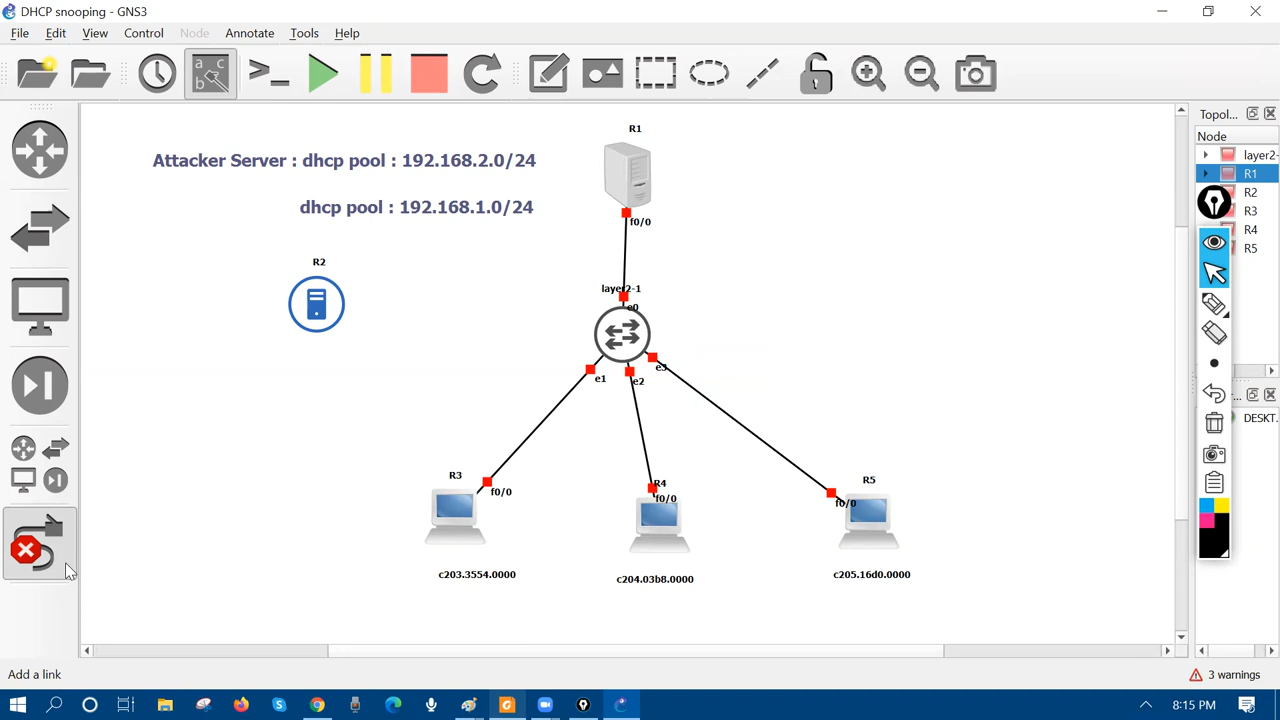 DHCP snooping - GNS3
File Edit View Control Node Annotate Tools Help
a c
b
Attacker Server : dhcp pool : 192.168.2.0/24
dhcp pool : 192.168.1.0/24
R1
f0/0
R2
layer2-1
e0
e1
e2
e3
R3
f0/0
c203.3554.0000
R4
f0/0
c204.03b8.0000
R5
f0/0
c205.16d0.0000
Topol...
Node
layer2-
R1
R2
R3
R4
R5
r...
DESKT.
Add a link
3 warnings
8:15 PM